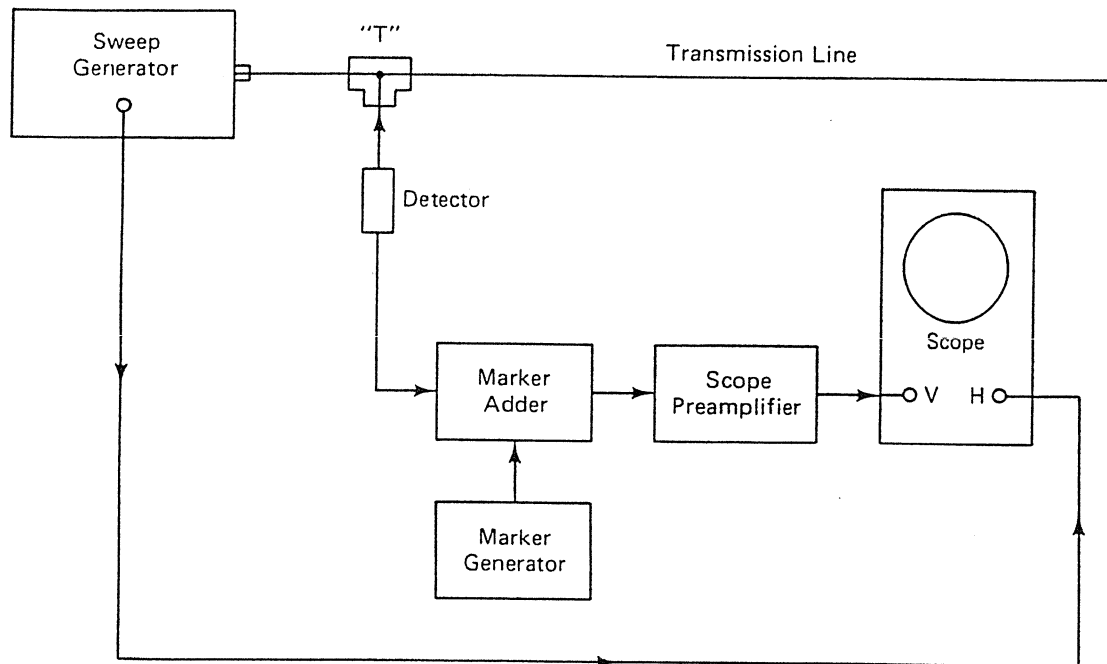 Sweep
Generator
"T"
Transmission Line
Detector
Scope
V H
Marker
Adder
Scope
Preamplifier
Marker
Generator